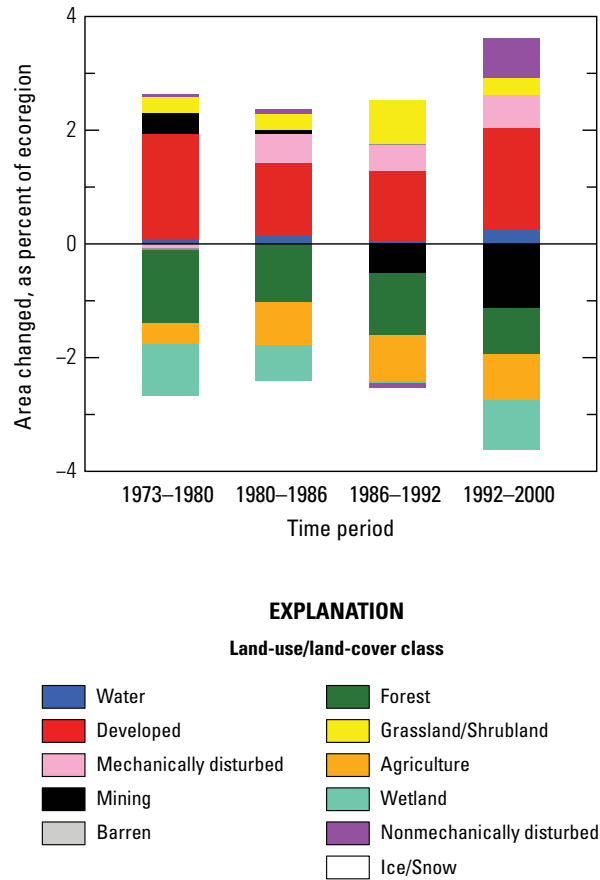 4
2
0
−2
−4
Area changed, as percent of ecoregion
1973–1980
1980–1986
1986–1992
1992–2000
Time period
EXPLANATION
Land-use/land-cover class
Water
Developed
Mechanically disturbed
Mining
Barren
Forest
Grassland/Shrubland
Agriculture
Wetland
Nonmechanically disturbed
Ice/Snow